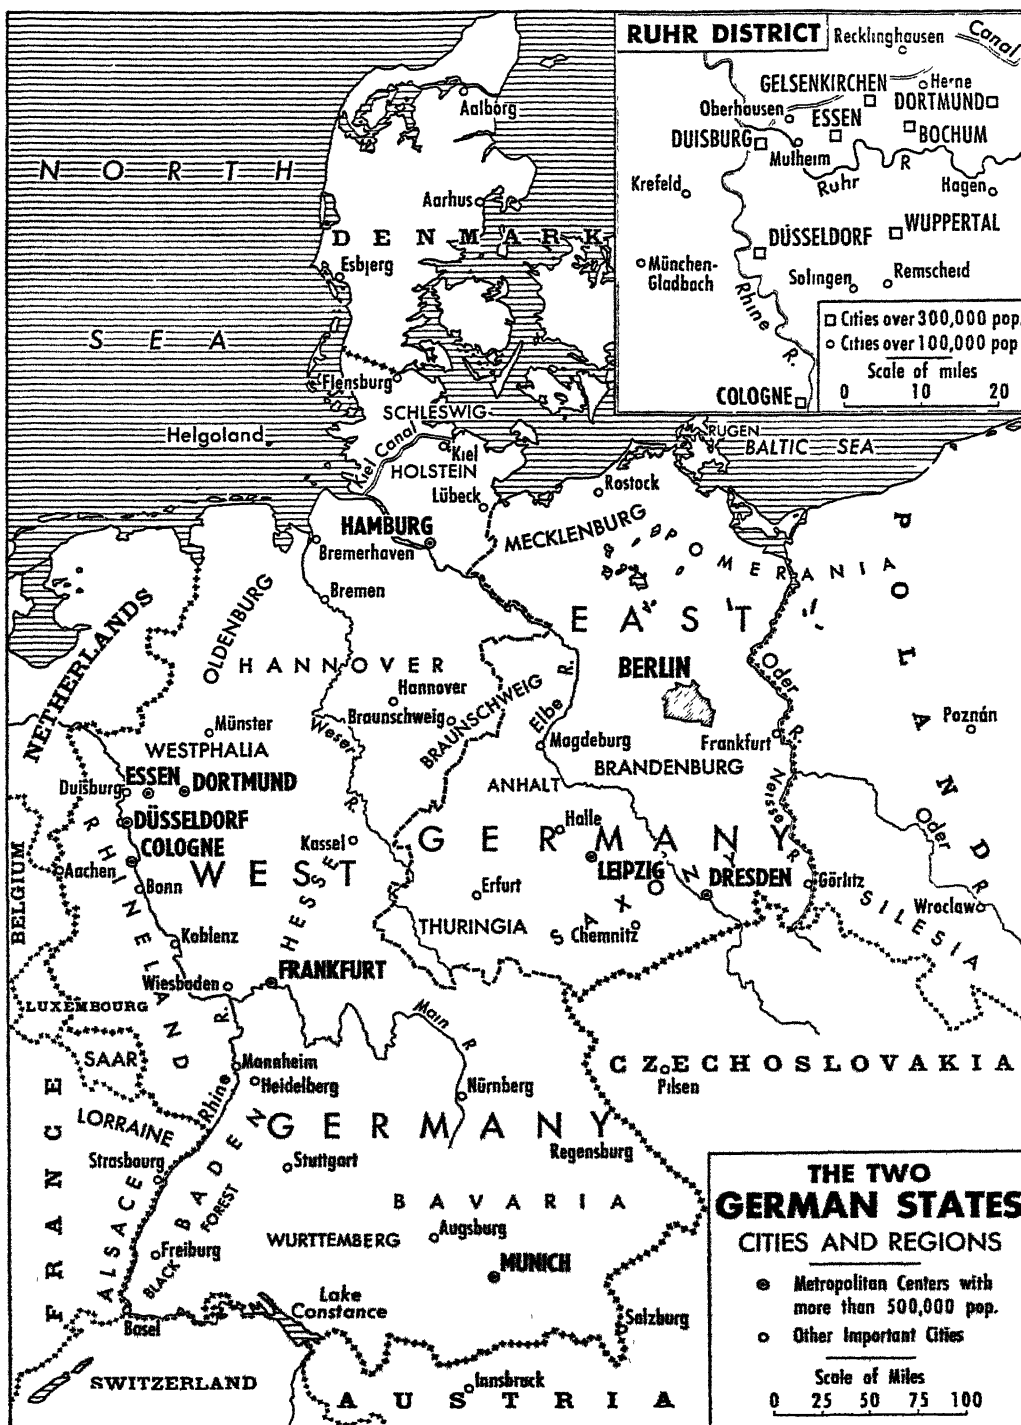 RUHR DISTRICT
Recklinghausen
Canal
GELSENKIRCHEN
Herne
Oberhausen
ESSEN
DORTMUND
DUISBURG
BOCHUM
Mulheim
Ruhr R
Krefeld
Hagen
DÜSSELDORF
WUPPERTAL
München-
Gladbach
Solingen
Remscheid
Rhine R.
Cities over 300,000 pop.
Cities over 100,000 pop
Scale of miles
0 10 20
COLOGNE
NORTH
SEA
Aalborg
Aarhus
DENMARK
Esbjerg
Flensburg
SCHLESWIG-
HOLSTEIN
Kiel Canal
Kiel
Helgoland
Lübeck
RUGEN
BALTIC SEA
Rostock
HAMBURG
MECKLENBURG
POMERANIA
POLAND
Bremerhaven
Bremen
NETHERLANDS
OLDENBURG
HANNOVER
Hannover
Braunschweig
BRAUNSCHWEIG
EAST
BERLIN
Elbe R.
Oder R.
Münster
WESTPHALIA
Weser R.
Magdeburg
Frankfurt
Poznán
ANHALT
BRANDENBURG
Neisse R
Oder
Duisburg
ESSEN
DORTMUND
DÜSSELDORF
COLOGNE
Kassel
Halle
GERMANY
LEIPZIG
DRESDEN
Görlitz
SILESIA
Wroclaw
BELGIUM
Aachen
Bonn
WEST
HESSE
Erfurt
THURINGIA
SAXONY
Chemnitz
RHINELAND
Koblenz
Wiesbaden
FRANKFURT
LUXEMBOURG
Main R
SAAR
Mannheim
Heidelberg
Rhine R.
Nürnberg
CZECHOSLOVAKIA
Pilsen
FRANCE
LORRAINE
GERMANY
Regensburg
Strasbourg
Stuttgart
ALSACE
BADEN
BLACK FOREST
BAVARIA
Freiburg
WURTTEMBERG
Augsburg
MUNICH
Basel
Lake
Constance
Salzburg
SWITZERLAND
Innsbruck
AUSTRIA
THE TWO
GERMAN STATES
CITIES AND REGIONS
Metropolitan Centers with
more than 500,000 pop.
Other Important Cities
Scale of Miles
0 25 50 75 100